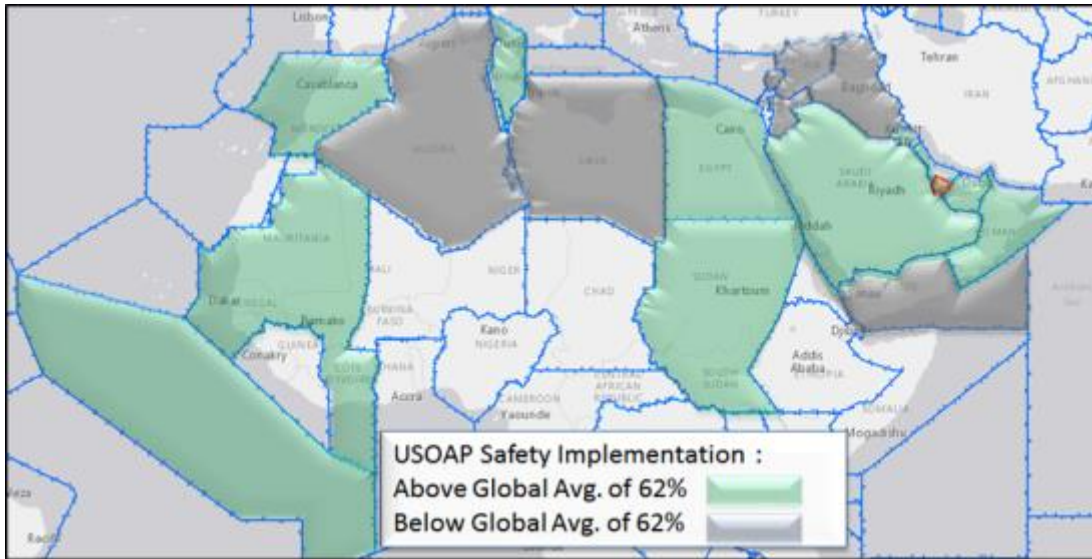 Lisbon
Athens
TURKEY
Tehran
IRAN
Casablanca
Baghdad
Cairo
EGYPT
SAUDI
ARABIA
Riyadh
Jeddah
OMAN
MAURITANIA
MALI
NIGER
CHAD
SUDAN
Khartoum
Dakar
Bamako
BURKINA
FASO
Conakry
GUINEA
Kano
NIGERIA
Accra
CAMEROON
Yaounde
CENTRAL
AFRICAN
REPUBLIC
SOUTH
SUDAN
Addis
Ababa
ETHIOPIA
SOMALIA
Mogadishu
USOAP Safety Implementation :
Above Global Avg. of 62%
Below Global Avg. of 62%